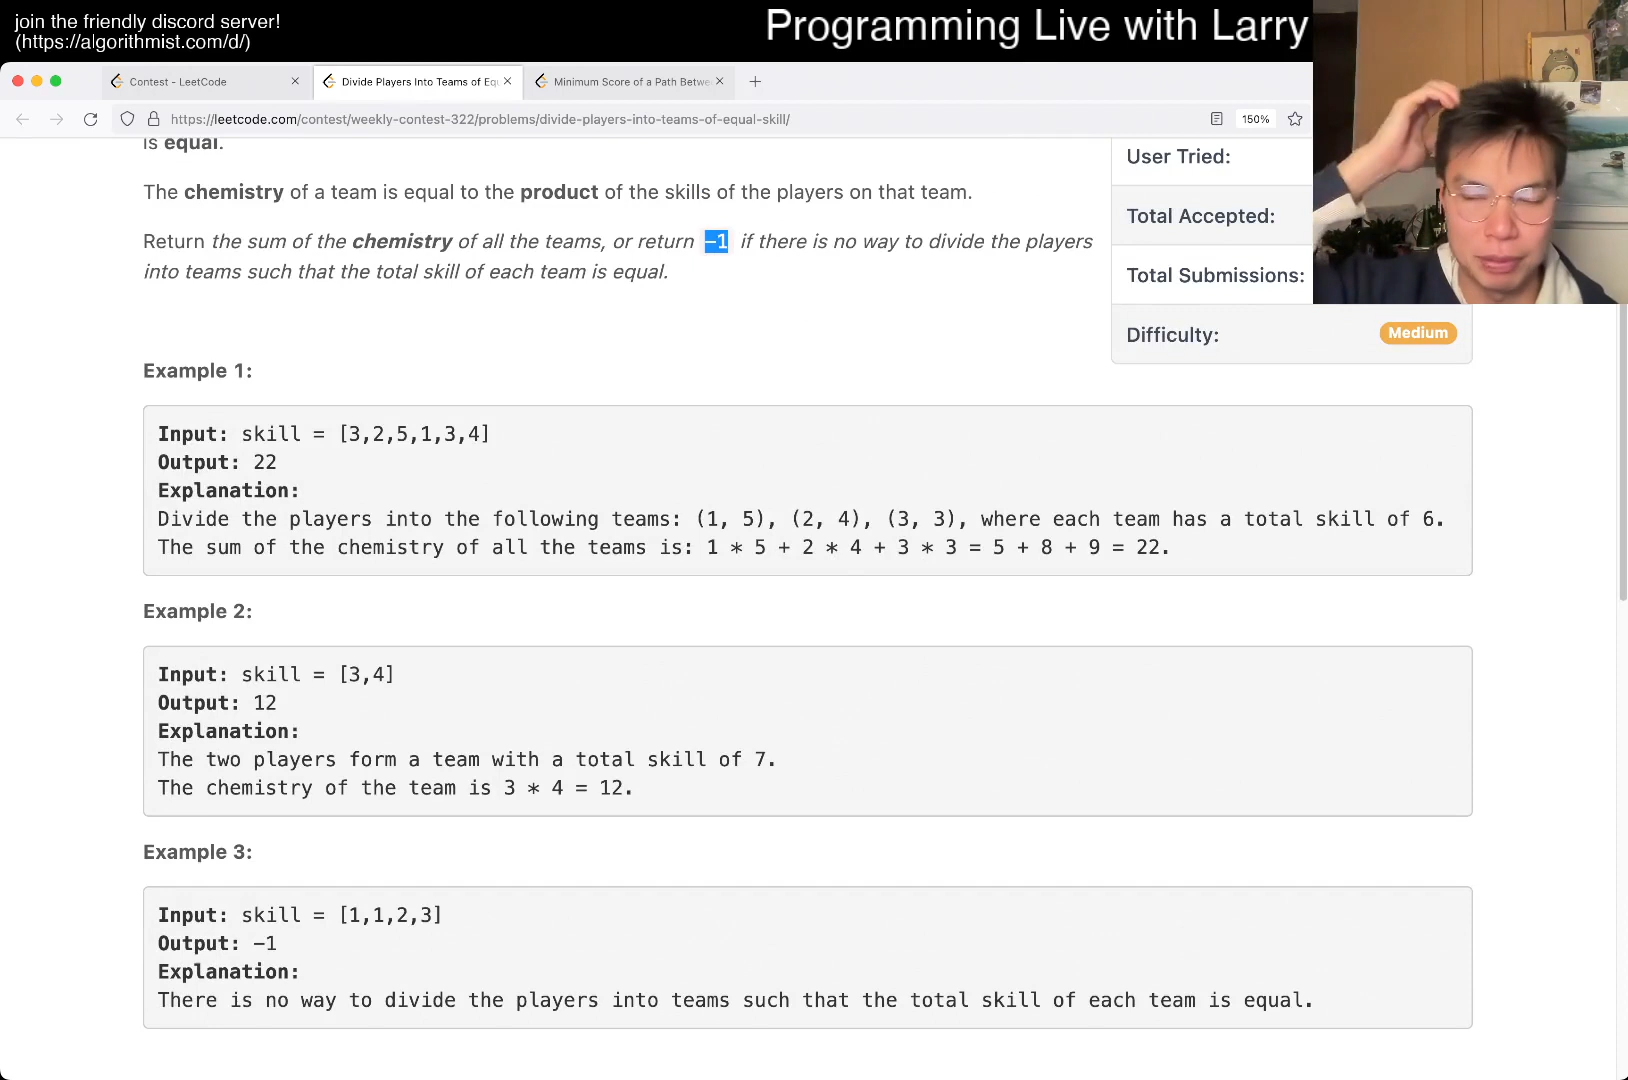 join the friendly discord server!
(https://algorithmist.com/d/)
Programming Live with Larry
Contest - LeetCode
Divide Players Into Teams of Equ
Minimum Score of a Path Betwe
https://leetcode.com/contest/weekly-contest-322/problems/divide-players-into-teams-of-equal-skill/
150%
is equal.
The chemistry of a team is equal to the product of the skills of the players on that team.
Return the sum of the chemistry of all the teams, or return -1 if there is no way to divide the players
into teams such that the total skill of each team is equal.
User Tried:
Total Accepted:
Total Submissions:
Difficulty:
Medium
Example 1:
Input: skill = [3,2,5,1,3,4]
Output: 22
Explanation:
Divide the players into the following teams: (1, 5), (2, 4), (3, 3), where each team has a total skill of 6.
The sum of the chemistry of all the teams is: 1 * 5 + 2 * 4 + 3 * 3 = 5 + 8 + 9 = 22.
Example 2:
Input: skill = [3,4]
Output: 12
Explanation:
The two players form a team with a total skill of 7.
The chemistry of the team is 3 * 4 = 12.
Example 3:
Input: skill = [1,1,2,3]
Output: -1
Explanation:
There is no way to divide the players into teams such that the total skill of each team is equal.